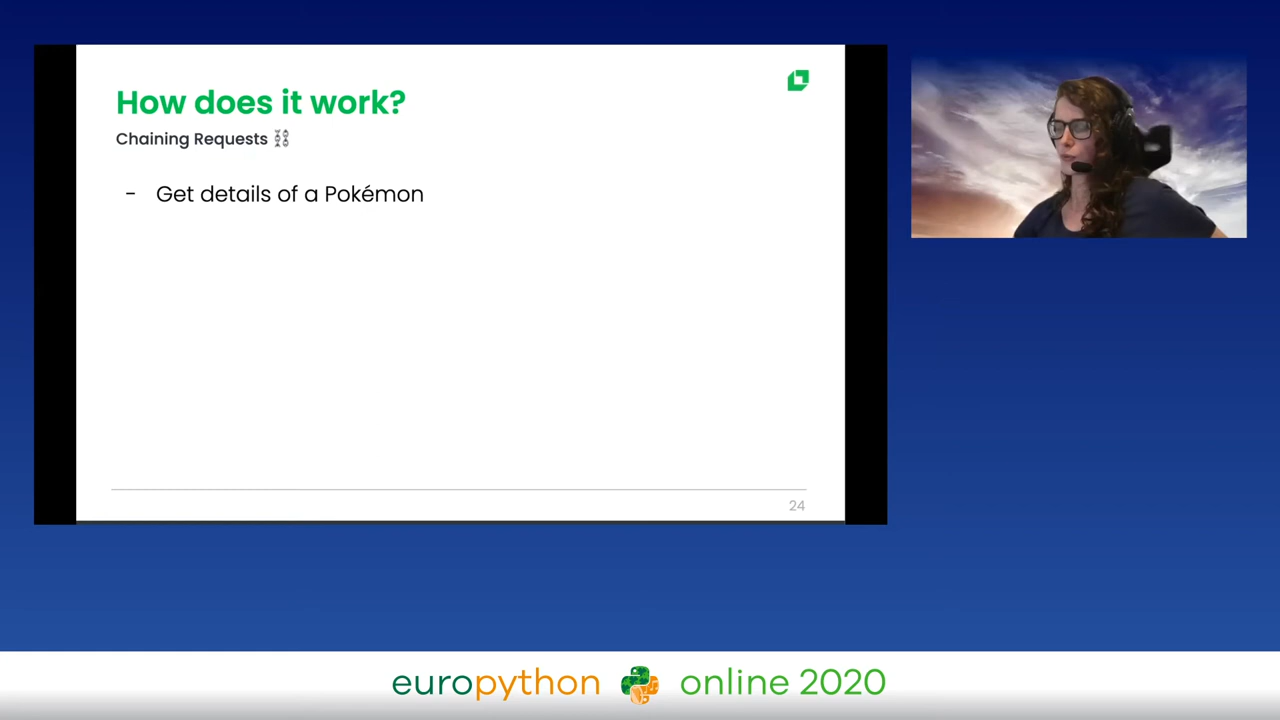 How does it work?
Chaining Requests ⛓
- Get details of a Pokémon
24
europython online 2020